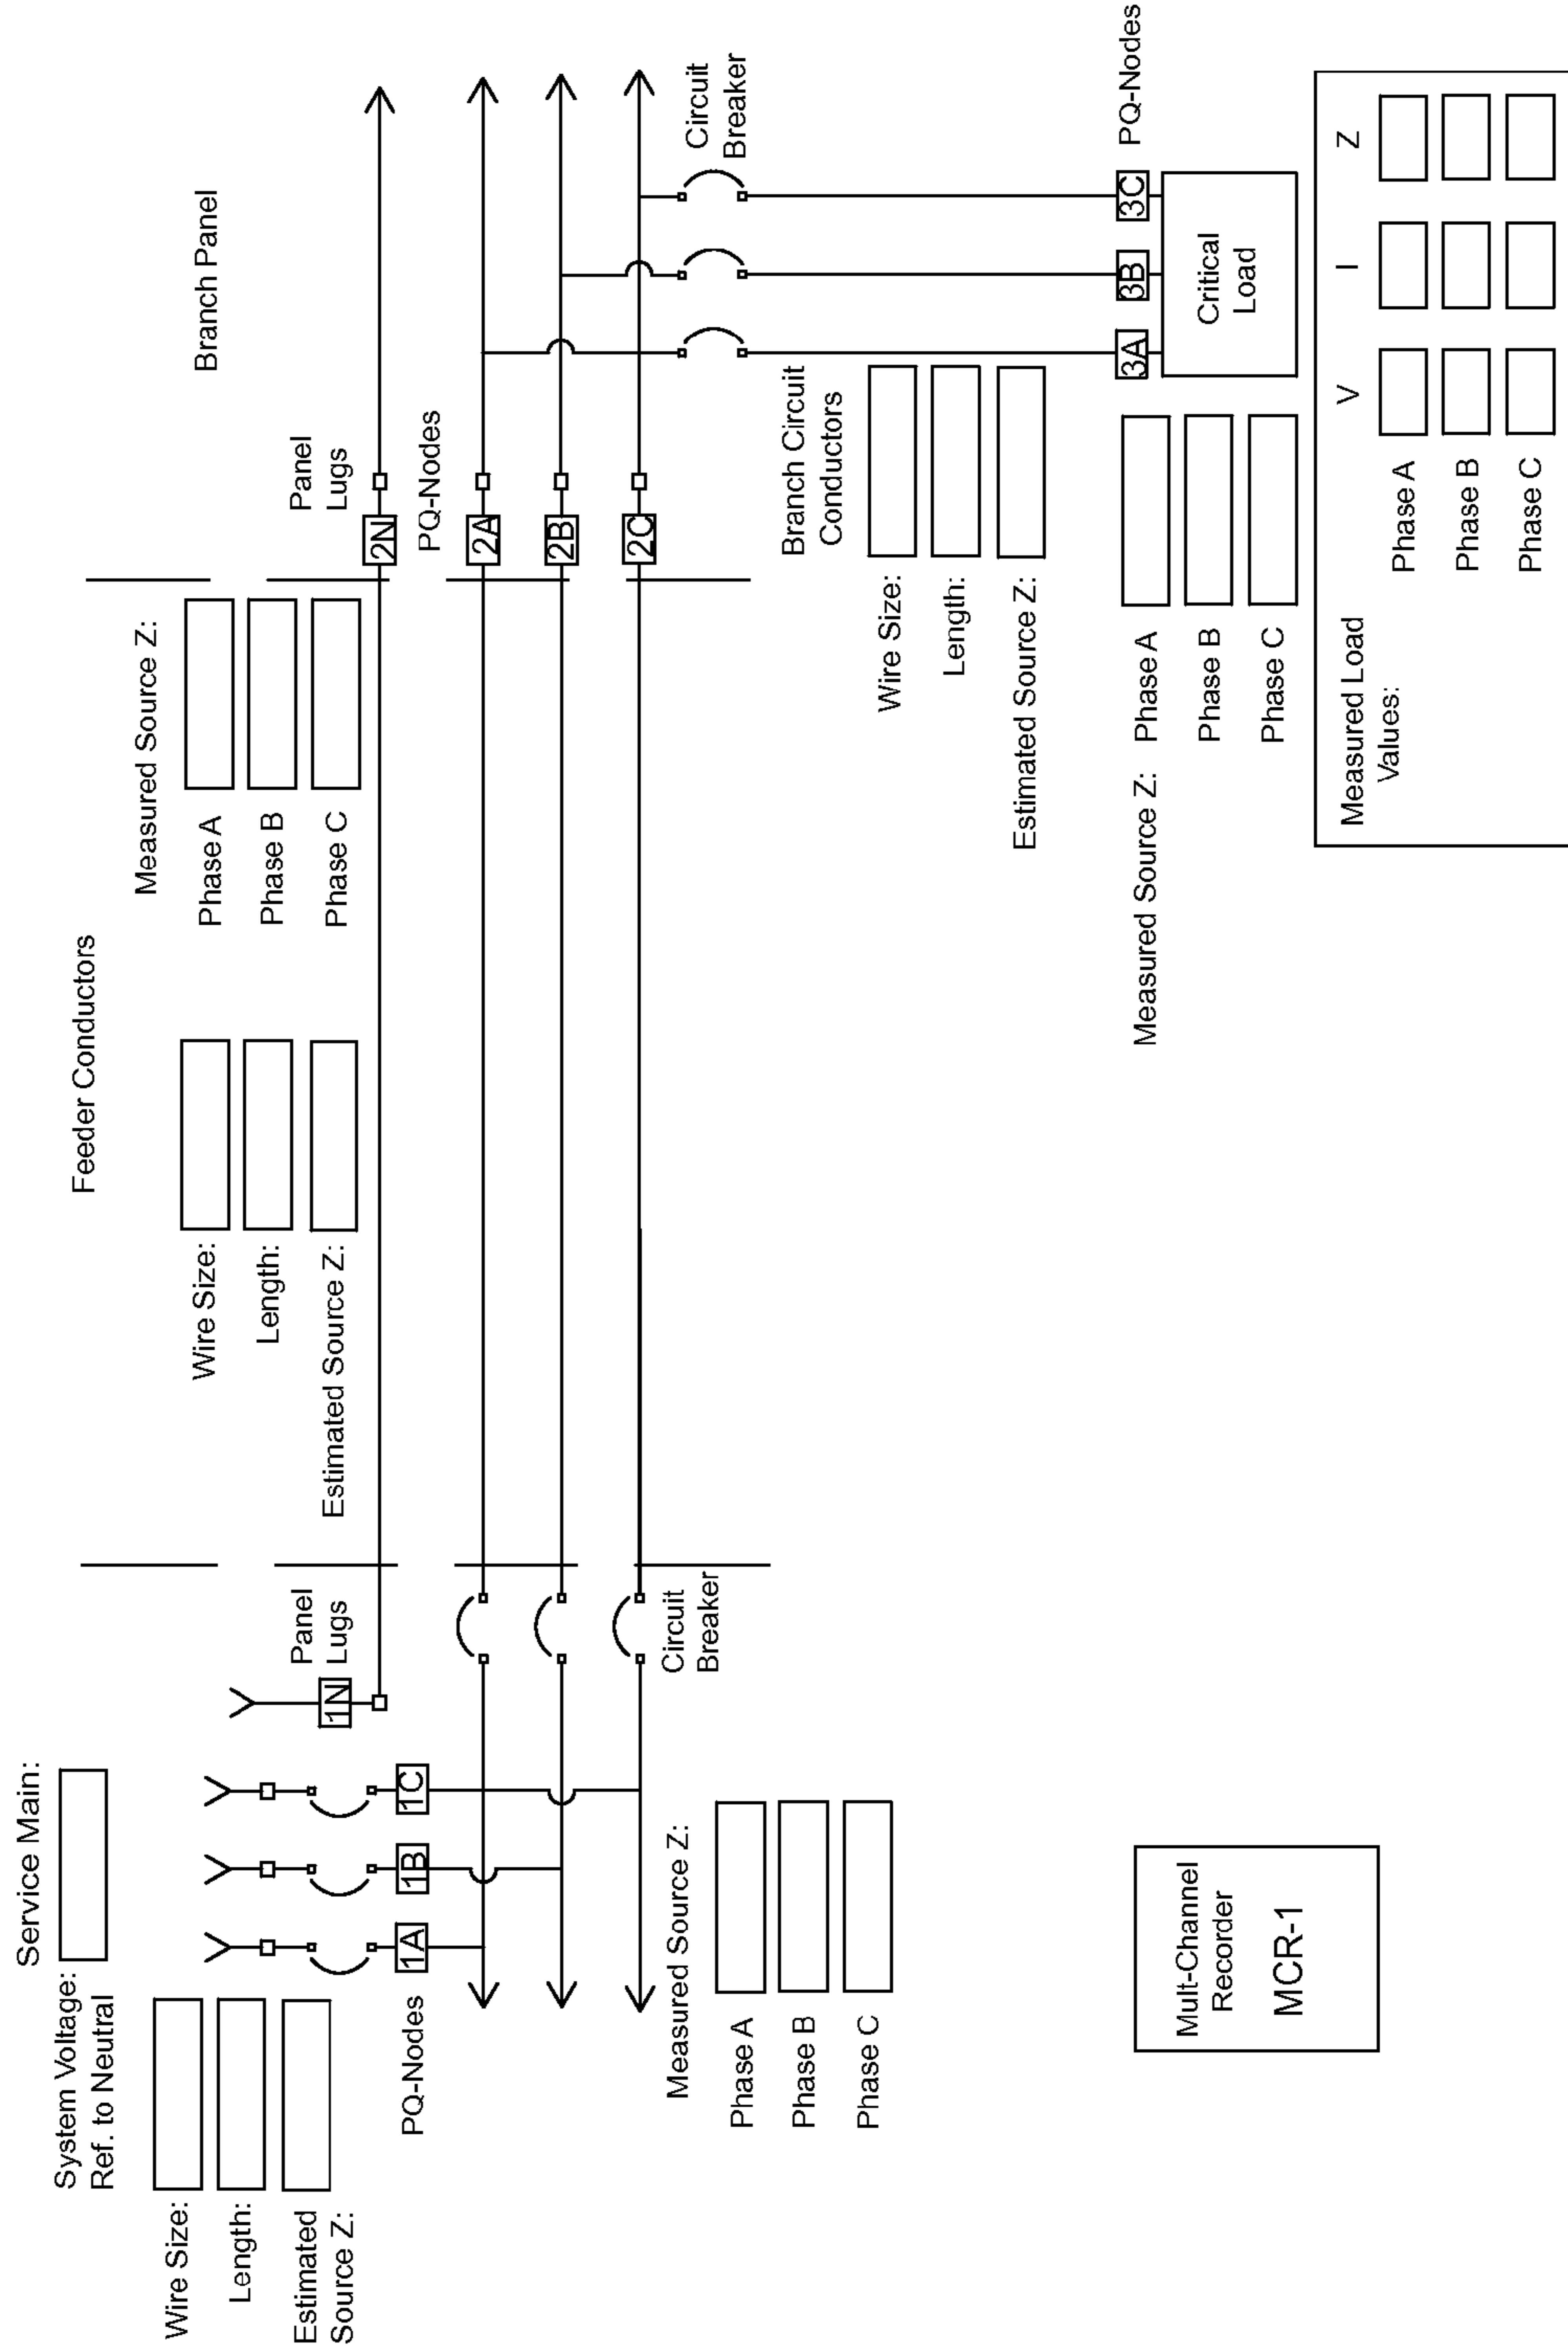 Service Main:
System Voltage:
Ref. to Neutral
Wire Size:
Length:
Estimated
Source Z:
PQ-Nodes
1A
1B
1C
1N
Panel
Lugs
Circuit
Breaker
Measured Source Z:
Phase A
Phase B
Phase C
Mult-Channel
Recorder
MCR-1
Feeder Conductors
Wire Size:
Length:
Estimated Source Z:
Measured Source Z:
Phase A
Phase B
Phase C
Branch Panel
Panel
Lugs
2N
PQ-Nodes
2A
2B
2C
Circuit
Breaker
Branch Circuit
Conductors
Wire Size:
Length:
Estimated Source Z:
PQ-Nodes
3A
3B
3C
Critical
Load
Measured Source Z:
Phase A
Phase B
Phase C
Measured Load
Values:
V
I
Z
Phase A
Phase B
Phase C